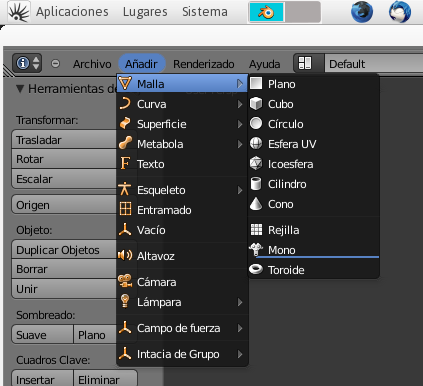 Aplicaciones Lugares Sistema
Archivo Añadir Renderizado Ayuda Default
Herramientas de
Transformar:
Trasladar
Rotar
Escalar
Origen
Objeto:
Duplicar Objetos
Borrar
Unir
Sombreado:
Suave Plano
Cuadros Clave:
Insertar Eliminar
Malla
Curva
Superficie
Metabola
Texto
Esqueleto
Entramado
Vacío
Altavoz
Cámara
Lámpara
Campo de fuerza
Intacia de Grupo
Plano
Cubo
Círculo
Esfera UV
Icoesfera
Cilindro
Cono
Rejilla
Mono
Toroide